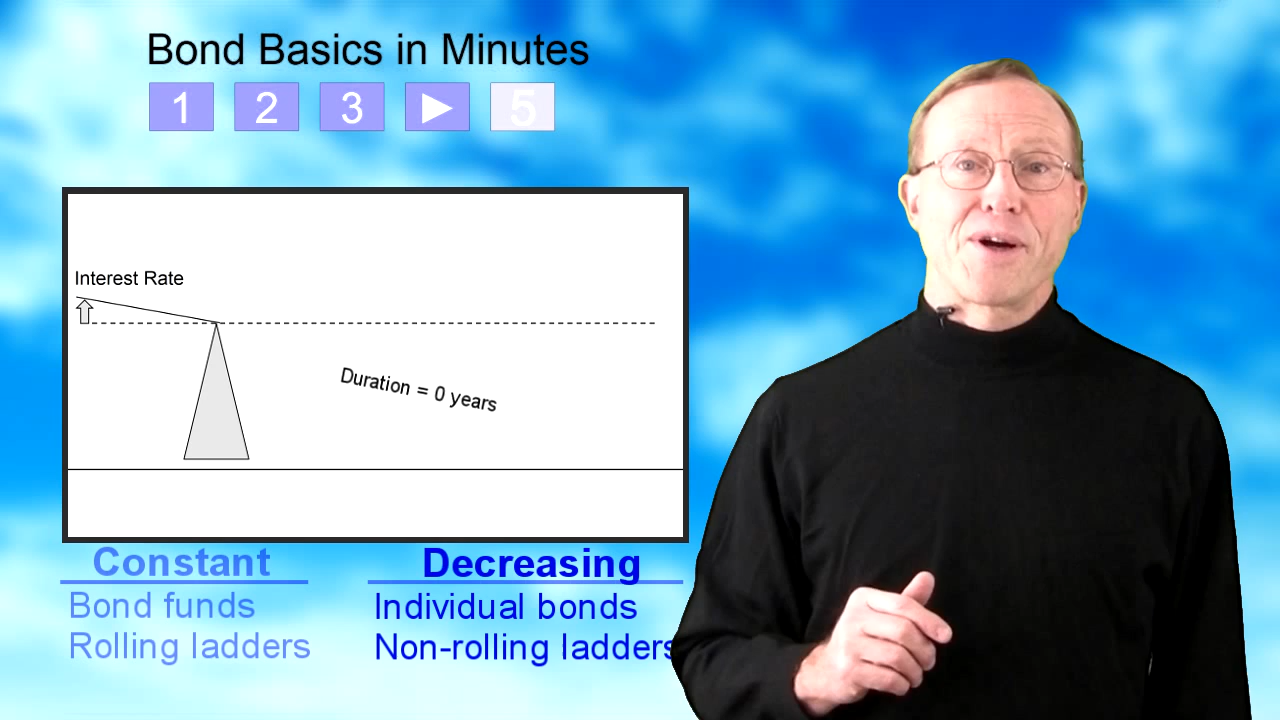 Bond Basics in Minutes
1 2 3 5
Interest Rate
Duration = 0 years
Constant
Decreasing
Bond funds
Individual bonds
Rolling ladders
Non-rolling ladders